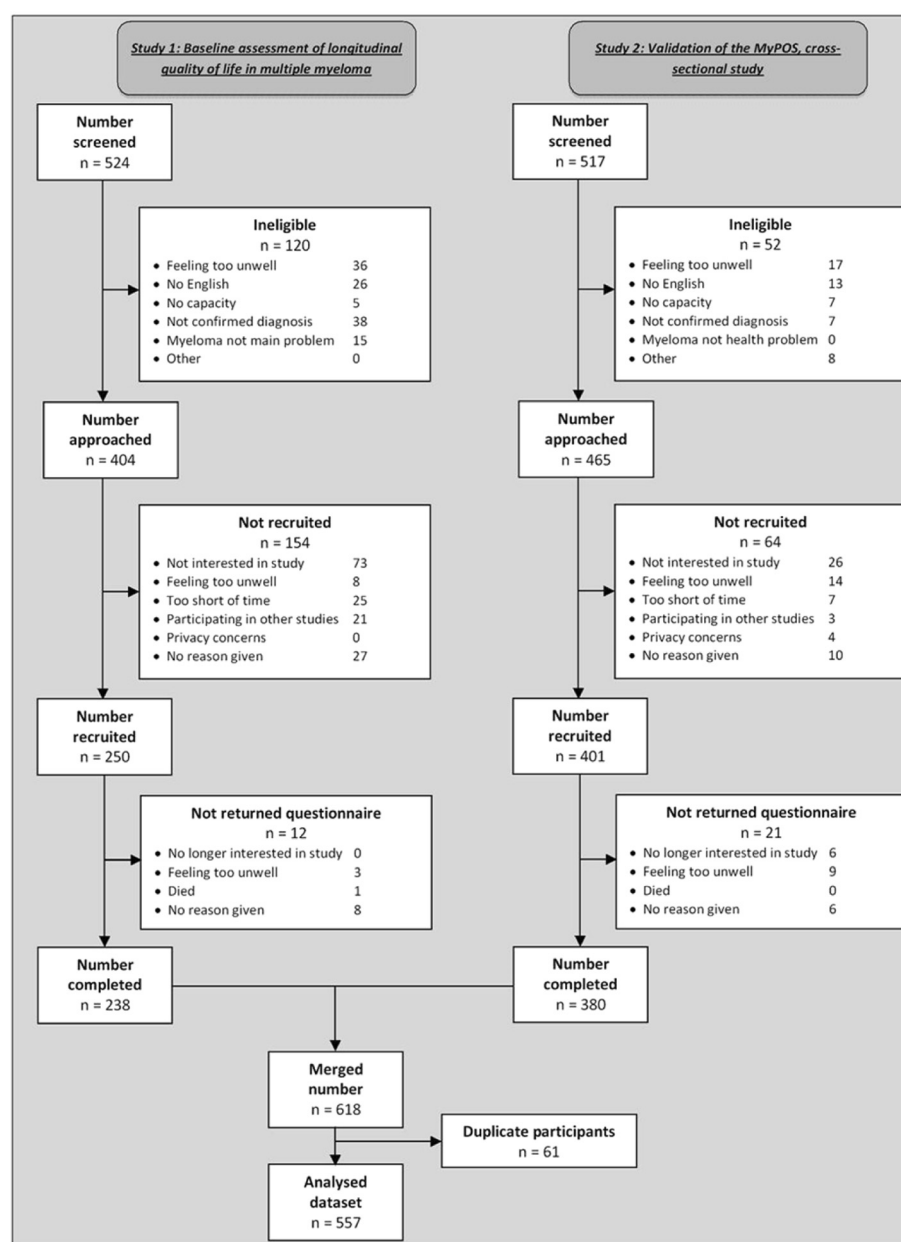 Study 1: Baseline assessment of longitudinal
quality of life in multiple myeloma
Number
screened
n = 524
Ineligible
n = 120
• Feeling too unwell 36
• No English 26
• No capacity 5
• Not confirmed diagnosis 38
• Myeloma not main problem 15
• Other 0
Number
approached
n = 404
Not recruited
n = 154
• Not interested in study 73
• Feeling too unwell 8
• Too short of time 25
• Participating in other studies 21
• Privacy concerns 0
• No reason given 27
Number
recruited
n = 250
Not returned questionnaire
n = 12
• No longer interested in study 0
• Feeling too unwell 3
• Died 1
• No reason given 8
Number
completed
n = 238
Study 2: Validation of the MyPOS, cross-
sectional study
Number
screened
n = 517
Ineligible
n = 52
• Feeling too unwell 17
• No English 13
• No capacity 7
• Not confirmed diagnosis 7
• Myeloma not health problem 0
• Other 8
Number
approached
n = 465
Not recruited
n = 64
• Not interested in study 26
• Feeling too unwell 14
• Too short of time 7
• Participating in other studies 3
• Privacy concerns 4
• No reason given 10
Number
recruited
n = 401
Not returned questionnaire
n = 21
• No longer interested in study 6
• Feeling too unwell 9
• Died 0
• No reason given 6
Number
completed
n = 380
Merged
number
n = 618
Duplicate participants
n = 61
Analysed
dataset
n = 557